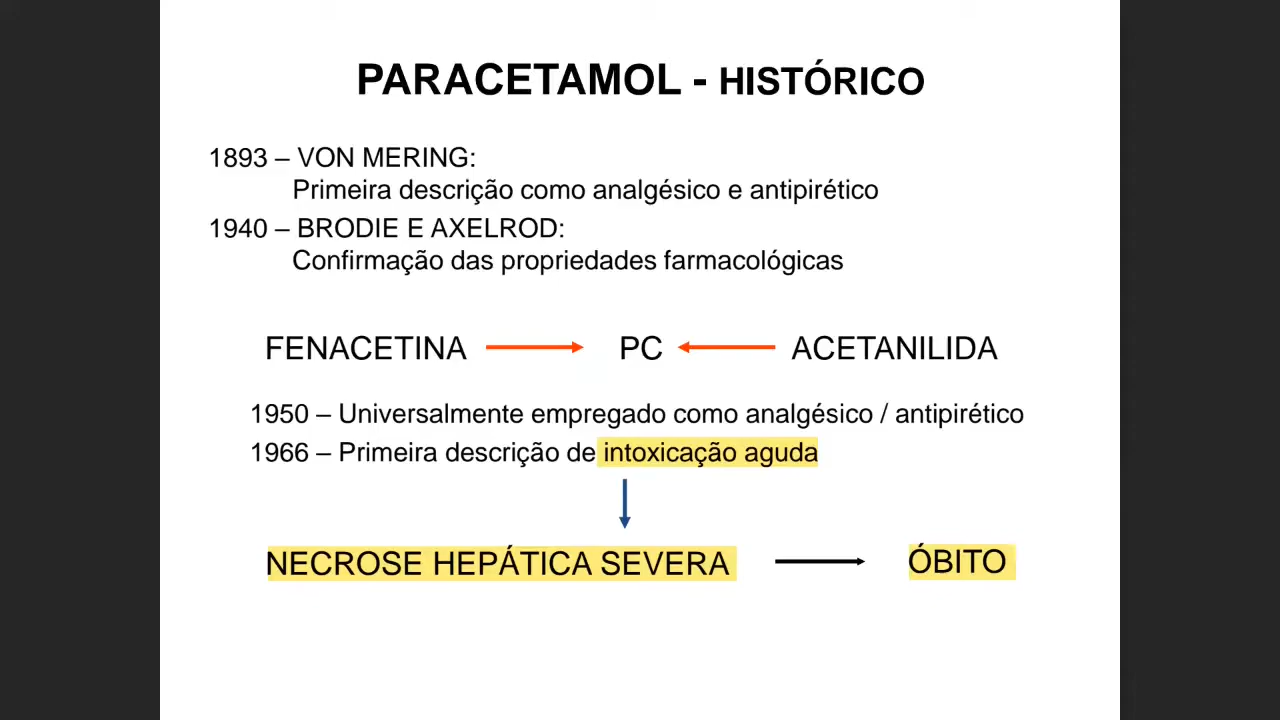 PARACETAMOL - HISTÓRICO
1893 – VON MERING:
Primeira descrição como analgésico e antipirético
1940 – BRODIE E AXELROD:
Confirmação das propriedades farmacológicas
FENACETINA PC ACETANILIDA
1950 – Universalmente empregado como analgésico / antipirético
1966 – Primeira descrição de intoxicação aguda
NECROSE HEPÁTICA SEVERA ÓBITO